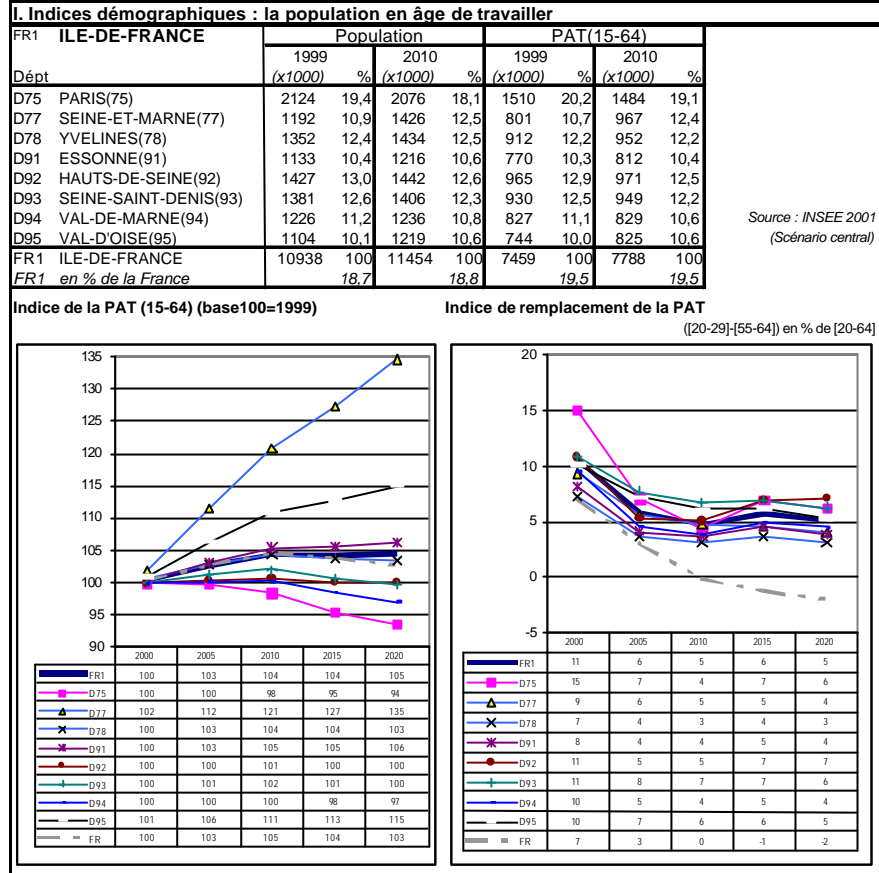 I. Indices démographiques : la population en âge de travailler
FR1 ILE-DE-FRANCE Population PAT(15-64)
1999 2010 1999 2010
Dépt (x1000) % (x1000) % (x1000) % (x1000) %
D75 PARIS(75) 2124 19,4 2076 18,1 1510 20,2 1484 19,1
D77 SEINE-ET-MARNE(77) 1192 10,9 1426 12,5 801 10,7 967 12,4
D78 YVELINES(78) 1352 12,4 1434 12,5 912 12,2 952 12,2
D91 ESSONNE(91) 1133 10,4 1216 10,6 770 10,3 812 10,4
D92 HAUTS-DE-SEINE(92) 1427 13,0 1442 12,6 965 12,9 971 12,5
D93 SEINE-SAINT-DENIS(93) 1381 12,6 1406 12,3 930 12,5 949 12,2
D94 VAL-DE-MARNE(94) 1226 11,2 1236 10,8 827 11,1 829 10,6
D95 VAL-D'OISE(95) 1104 10,1 1219 10,6 744 10,0 825 10,6
FR1 ILE-DE-FRANCE 10938 100 11454 100 7459 100 7788 100
FR1 en % de la France 18,7 18,8 19,5 19,5
Source : INSEE 2001
(Scénario central)
Indice de la PAT (15-64) (base100=1999)
135
130
125
120
115
110
105
100
95
90
2000 2005 2010 2015 2020
FR1 100 103 104 104 105
D75 100 100 98 95 94
D77 102 112 121 127 135
D78 100 103 104 104 103
D91 100 103 105 105 106
D92 100 100 101 100 100
D93 100 101 102 101 100
D94 100 100 100 98 97
D95 101 106 111 113 115
FR 100 103 105 104 103
Indice de remplacement de la PAT
([20-29]-[55-64]) en % de [20-64]
20
15
10
5
0
-5
2000 2005 2010 2015 2020
FR1 11 6 5 6 5
D75 15 7 4 7 6
D77 9 6 5 5 4
D78 7 4 3 4 3
D91 8 4 4 5 4
D92 11 5 5 7 7
D93 11 8 7 7 6
D94 10 5 4 5 4
D95 10 7 6 6 5
FR 7 3 0 -1 -2